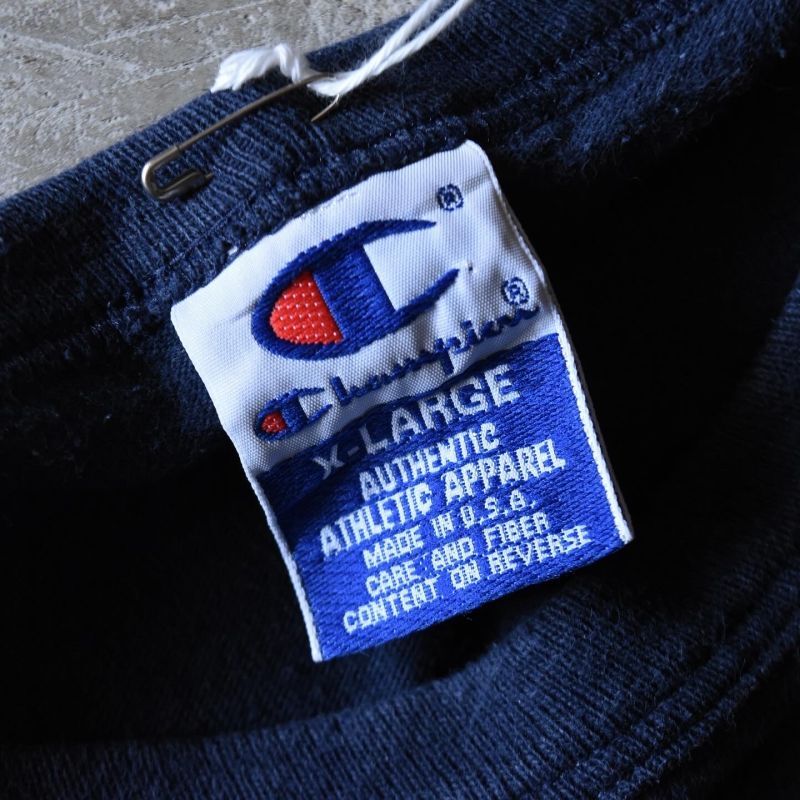 ®
Champion®
X-LARGE
AUTHENTIC
ATHLETIC APPAREL
MADE IN U.S.A.
CARE AND FIBER
CONTENT ON REVERSE